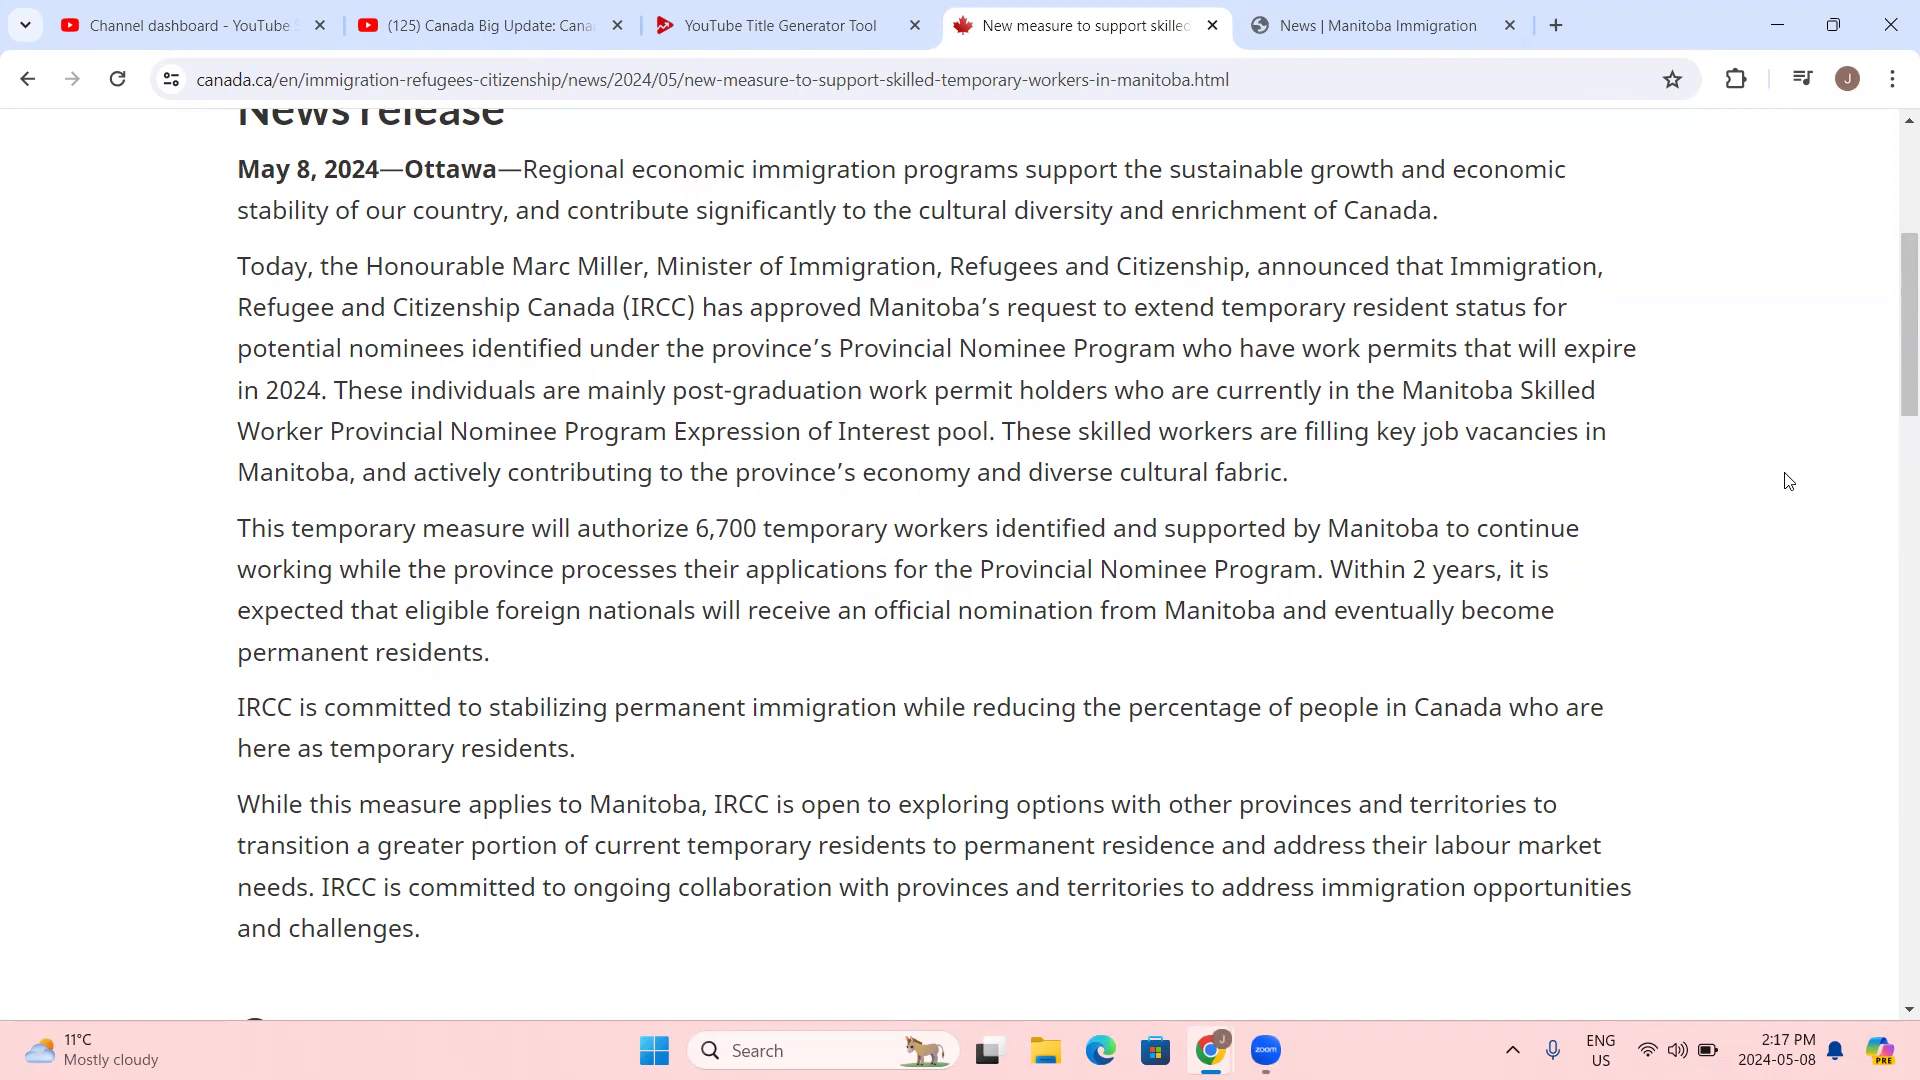 Channel dashboard - YouTube S
(125) Canada Big Update: Cana
YouTube Title Generator Tool
New measure to support skilled
News | Manitoba Immigration
canada.ca/en/immigration-refugees-citizenship/news/2024/05/new-measure-to-support-skilled-temporary-workers-in-manitoba.html
J
News release
May 8, 2024—Ottawa—Regional economic immigration programs support the sustainable growth and economic
stability of our country, and contribute significantly to the cultural diversity and enrichment of Canada.
Today, the Honourable Marc Miller, Minister of Immigration, Refugees and Citizenship, announced that Immigration,
Refugee and Citizenship Canada (IRCC) has approved Manitoba’s request to extend temporary resident status for
potential nominees identified under the province’s Provincial Nominee Program who have work permits that will expire
in 2024. These individuals are mainly post-graduation work permit holders who are currently in the Manitoba Skilled
Worker Provincial Nominee Program Expression of Interest pool. These skilled workers are filling key job vacancies in
Manitoba, and actively contributing to the province’s economy and diverse cultural fabric.
This temporary measure will authorize 6,700 temporary workers identified and supported by Manitoba to continue
working while the province processes their applications for the Provincial Nominee Program. Within 2 years, it is
expected that eligible foreign nationals will receive an official nomination from Manitoba and eventually become
permanent residents.
IRCC is committed to stabilizing permanent immigration while reducing the percentage of people in Canada who are
here as temporary residents.
While this measure applies to Manitoba, IRCC is open to exploring options with other provinces and territories to
transition a greater portion of current temporary residents to permanent residence and address their labour market
needs. IRCC is committed to ongoing collaboration with provinces and territories to address immigration opportunities
and challenges.
11°C
Mostly cloudy
Search
J
zoom
ENG
US
2:17 PM
2024-05-08
PRE